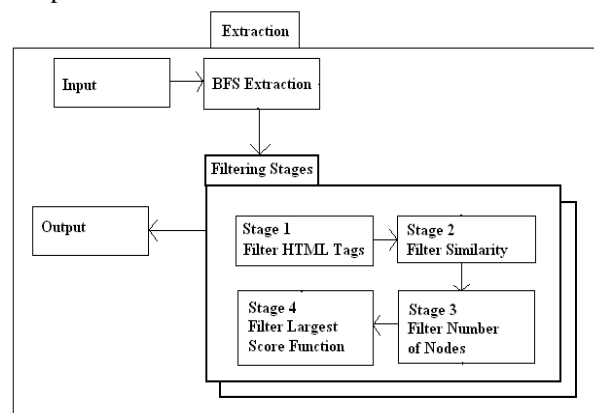 Extraction
Input
BFS Extraction
Filtering Stages
Output
Stage 1
Filter HTML Tags
Stage 2
Filter Similarity
Stage 3
Filter Number
of Nodes
Stage 4
Filter Largest
Score Function